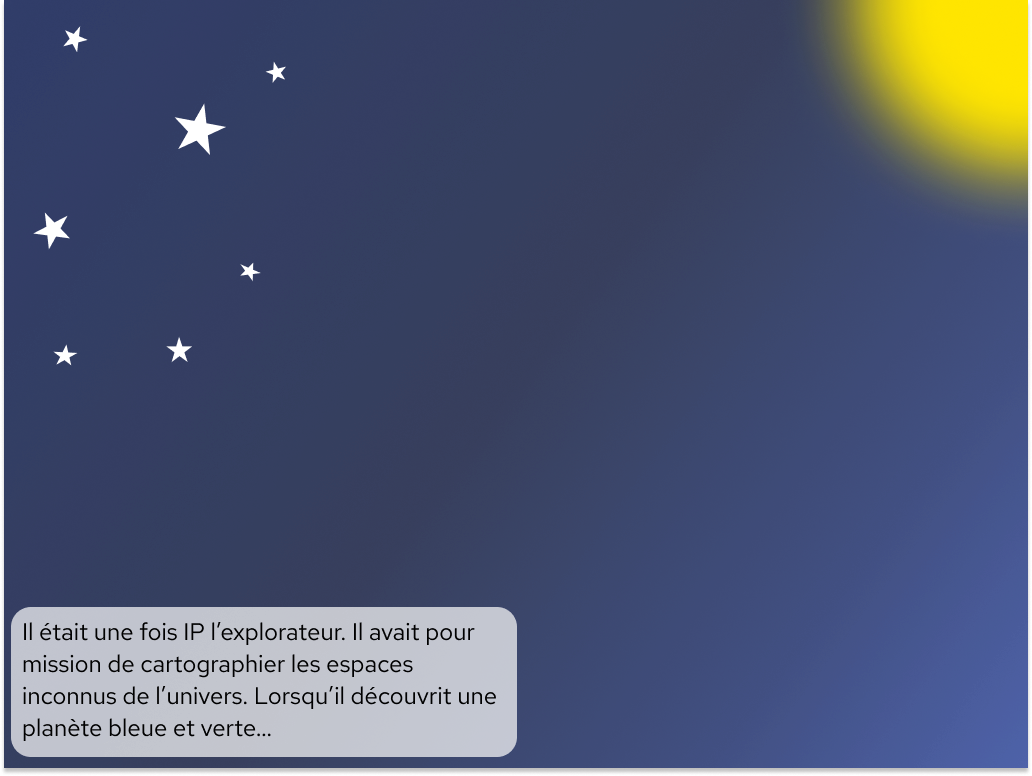 Il était une fois IP l’explorateur. Il avait pour
mission de cartographier les espaces
inconnus de l’univers. Lorsqu’il découvrit une
planète bleue et verte...